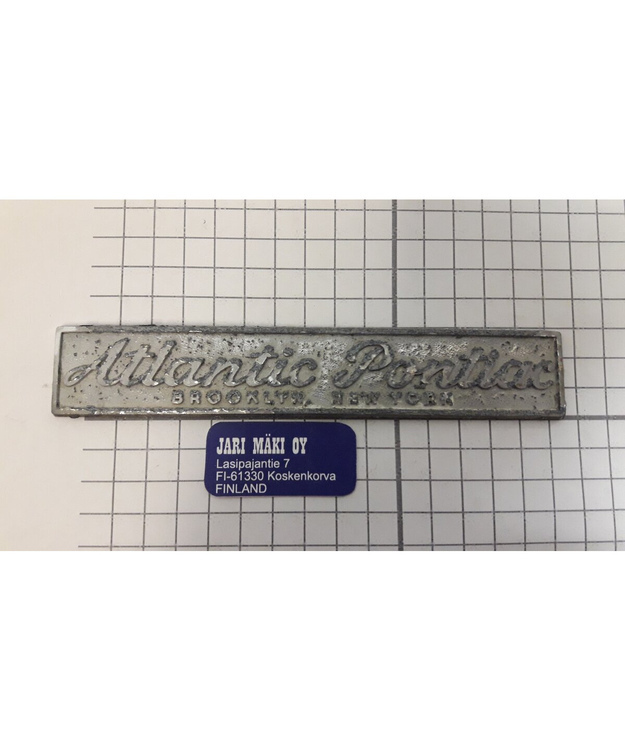 Atlantic Pontiac
BROOKLYN, NEW YORK
JARI MÄKI OY
Lasipajantie 7
FI-61330 Koskenkorva
FINLAND